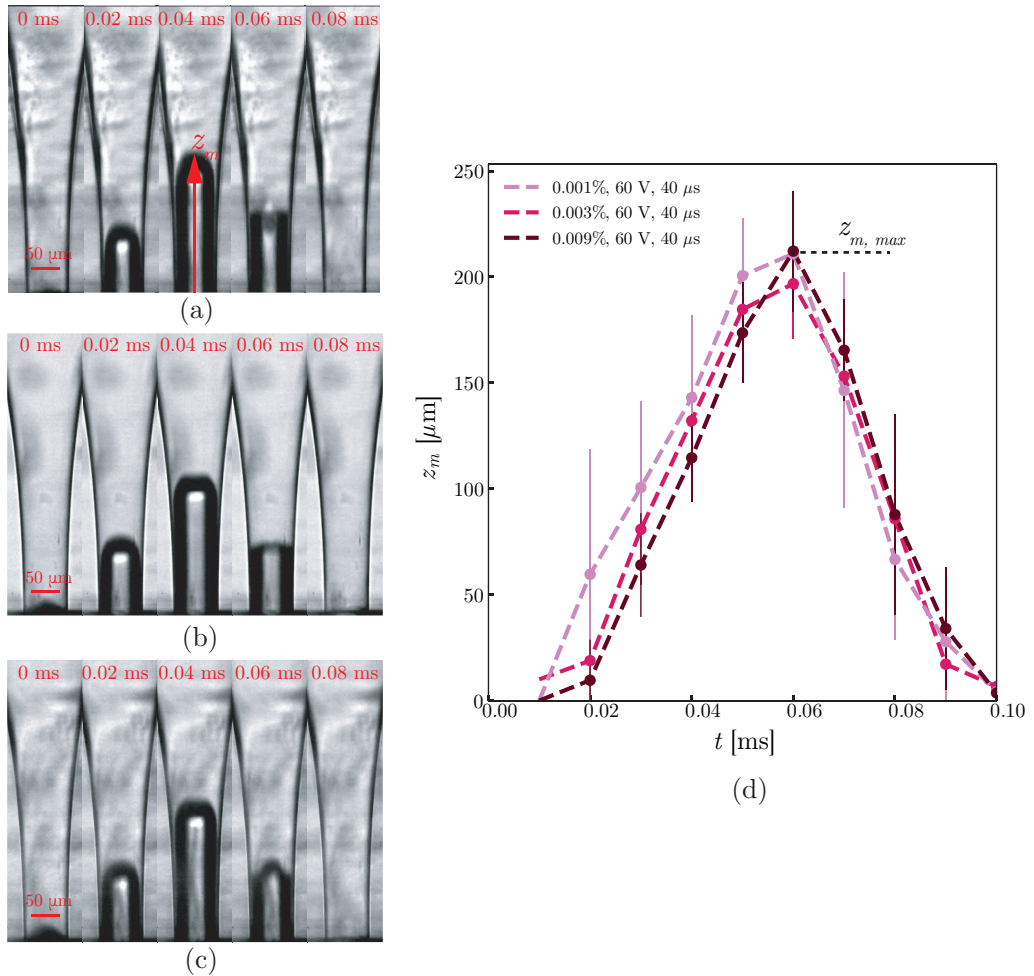 0 ms 0.02 ms 0.04 ms 0.06 ms 0.08 ms
z_m
50 μm
(a)
0 ms 0.02 ms 0.04 ms 0.06 ms 0.08 ms
50 μm
(b)
0 ms 0.02 ms 0.04 ms 0.06 ms 0.08 ms
50 μm
(c)
250
200
150
100
50
0
z_m [μm]
0.001%, 60 V, 40 μs
0.003%, 60 V, 40 μs
0.009%, 60 V, 40 μs
z_m, max
0.00 0.02 0.04 0.06 0.08 0.10
t [ms]
(d)